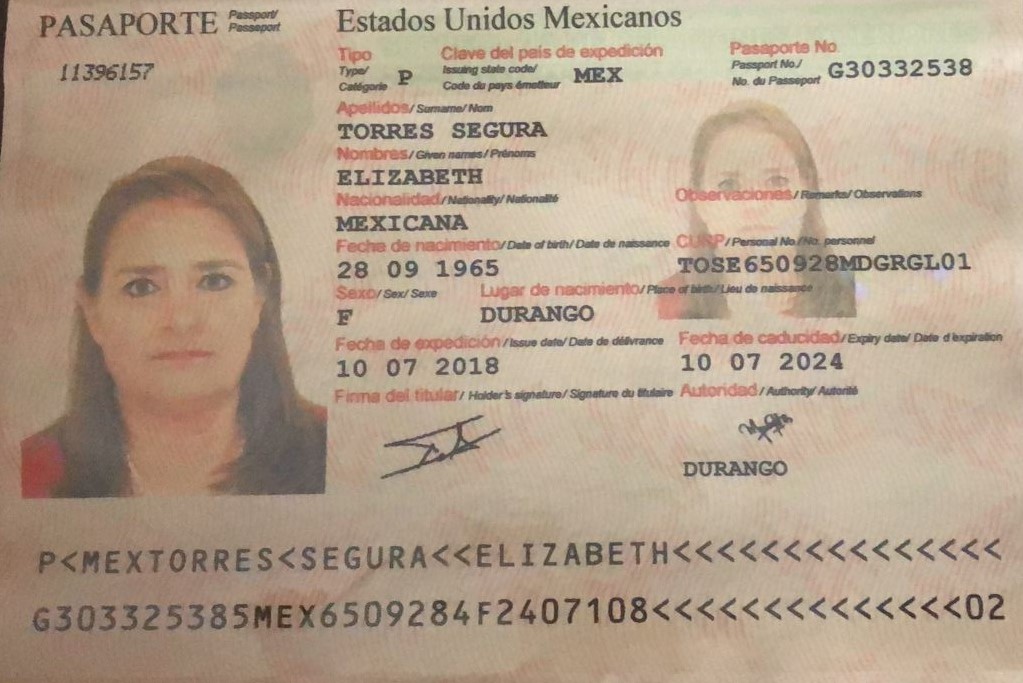 PASAPORTE Passport/ Passeport
Estados Unidos Mexicanos
11396157
Tipo Type/ Catégorie P
Clave del país de expedición Issuing state code/ Code du pays émetteur MEX
Pasaporte No. Passport No./ No. du Passeport G30332538
Apellidos/ Surname/ Nom
TORRES SEGURA
Nombres/ Given names/ Prénoms
ELIZABETH
Nacionalidad/ Nationality/ Nationalité
MEXICANA
Observaciones/ Remarks/ Observations
Fecha de nacimiento/ Date of birth/ Date de naissance
28 09 1965
CURP/ Personal No./No. personnel
TOSE650928MDGRGL01
Sexo/ Sex/ Sexe
F
Lugar de nacimiento/ Place of birth/ Lieu de naissance
DURANGO
Fecha de expedición/ Issue date/ Date de délivrance
10 07 2018
Fecha de caducidad/ Expiry date/ Date d'expiration
10 07 2024
Firma del titular/ Holder's signature/ Signature du titulaire
Autoridad/ Authority/ Autorité
DURANGO
P<MEXTORRES<SEGURA<<ELIZABETH<<<<<<<<<<<<<<<
G303325385MEX6509284F2407108<<<<<<<<<<<<<<02